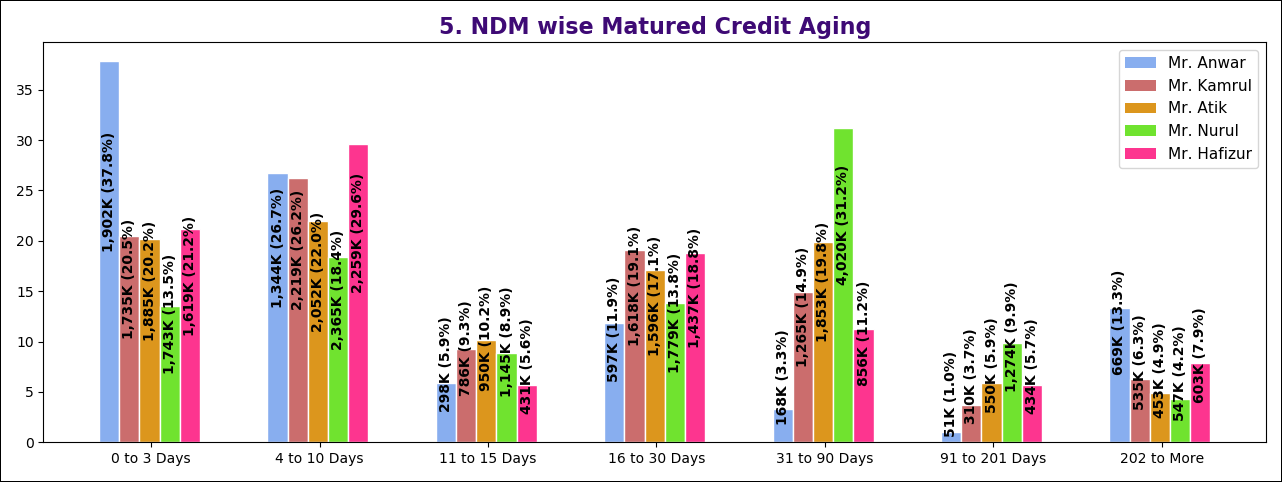 5. NDM wise Matured Credit Aging
Mr. Anwar
Mr. Kamrul
Mr. Atik
Mr. Nurul
Mr. Hafizur
35
30
25
20
15
10
5
0
1,902K (37.8%)
1,735K (20.5%)
1,885K (20.2%)
1,743K (13.5%)
1,619K (21.2%)
1,344K (26.7%)
2,219K (26.2%)
2,052K (22.0%)
2,365K (18.4%)
2,259K (29.6%)
298K (5.9%)
786K (9.3%)
950K (10.2%)
1,145K (8.9%)
431K (5.6%)
597K (11.9%)
1,618K (19.1%)
1,596K (17.1%)
1,779K (13.8%)
1,437K (18.8%)
168K (3.3%)
1,265K (14.9%)
1,853K (19.8%)
4,020K (31.2%)
856K (11.2%)
51K (1.0%)
310K (3.7%)
550K (5.9%)
1,274K (9.9%)
434K (5.7%)
669K (13.3%)
535K (6.3%)
453K (4.9%)
547K (4.2%)
603K (7.9%)
0 to 3 Days
4 to 10 Days
11 to 15 Days
16 to 30 Days
31 to 90 Days
91 to 201 Days
202 to More